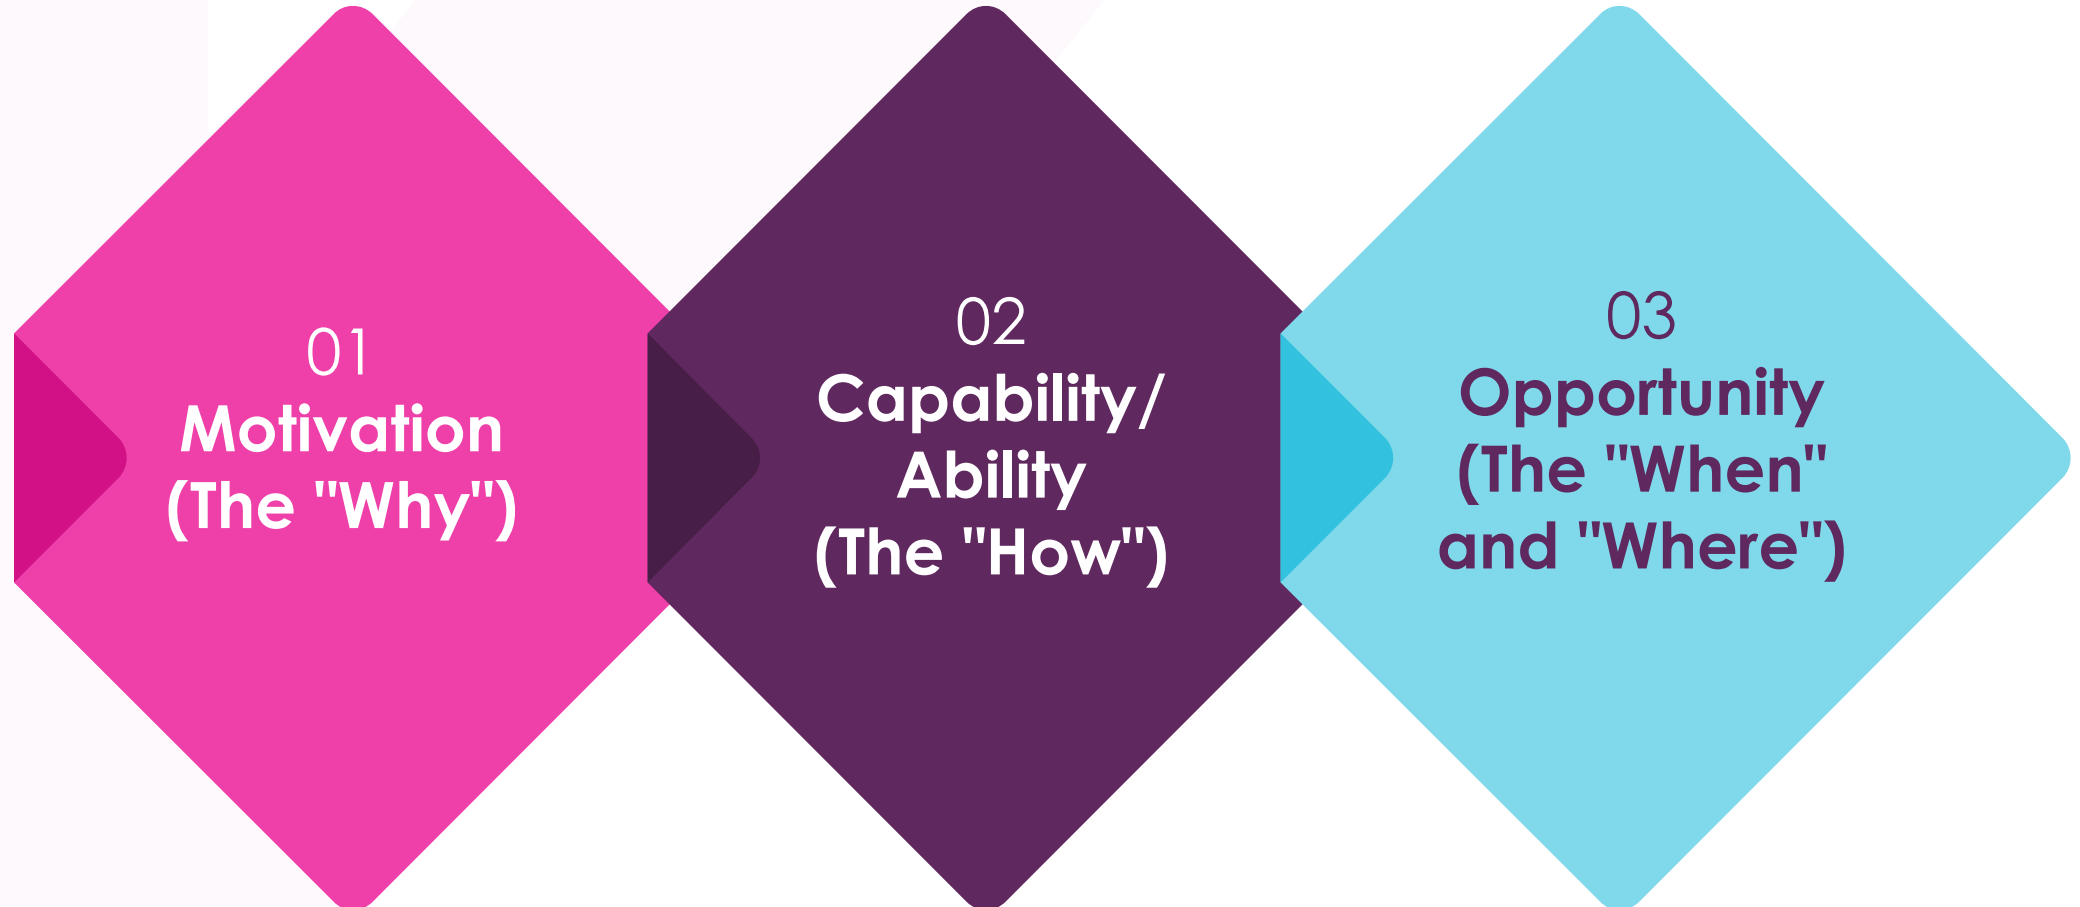 01
Motivation
(The "Why")
02
Capability/
Ability
(The "How")
03
Opportunity
(The "When"
and "Where")